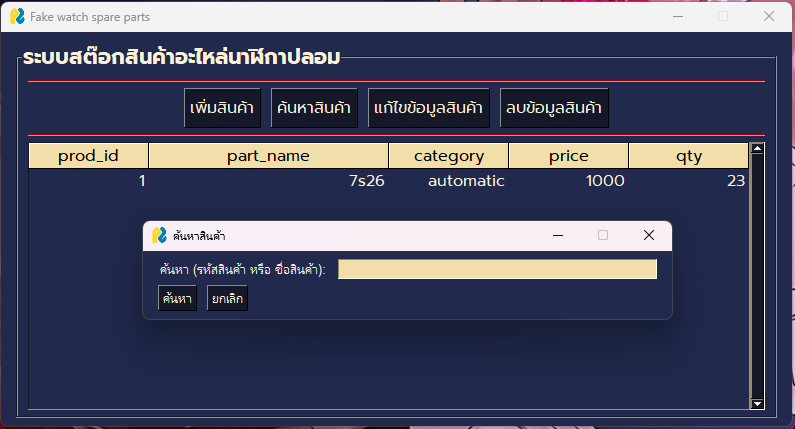 Fake watch spare parts
ระบบสต๊อกสินค้าอะไหล่นาฬิกาปลอม
เพิ่มสินค้า ค้นหาสินค้า แก้ไขข้อมูลสินค้า ลบข้อมูลสินค้า
prod_id part_name category price qty
1 7s26 automatic 1000 23
ค้นหาสินค้า
ค้นหา (รหัสสินค้า หรือ ชื่อสินค้า):
ค้นหา ยกเลิก